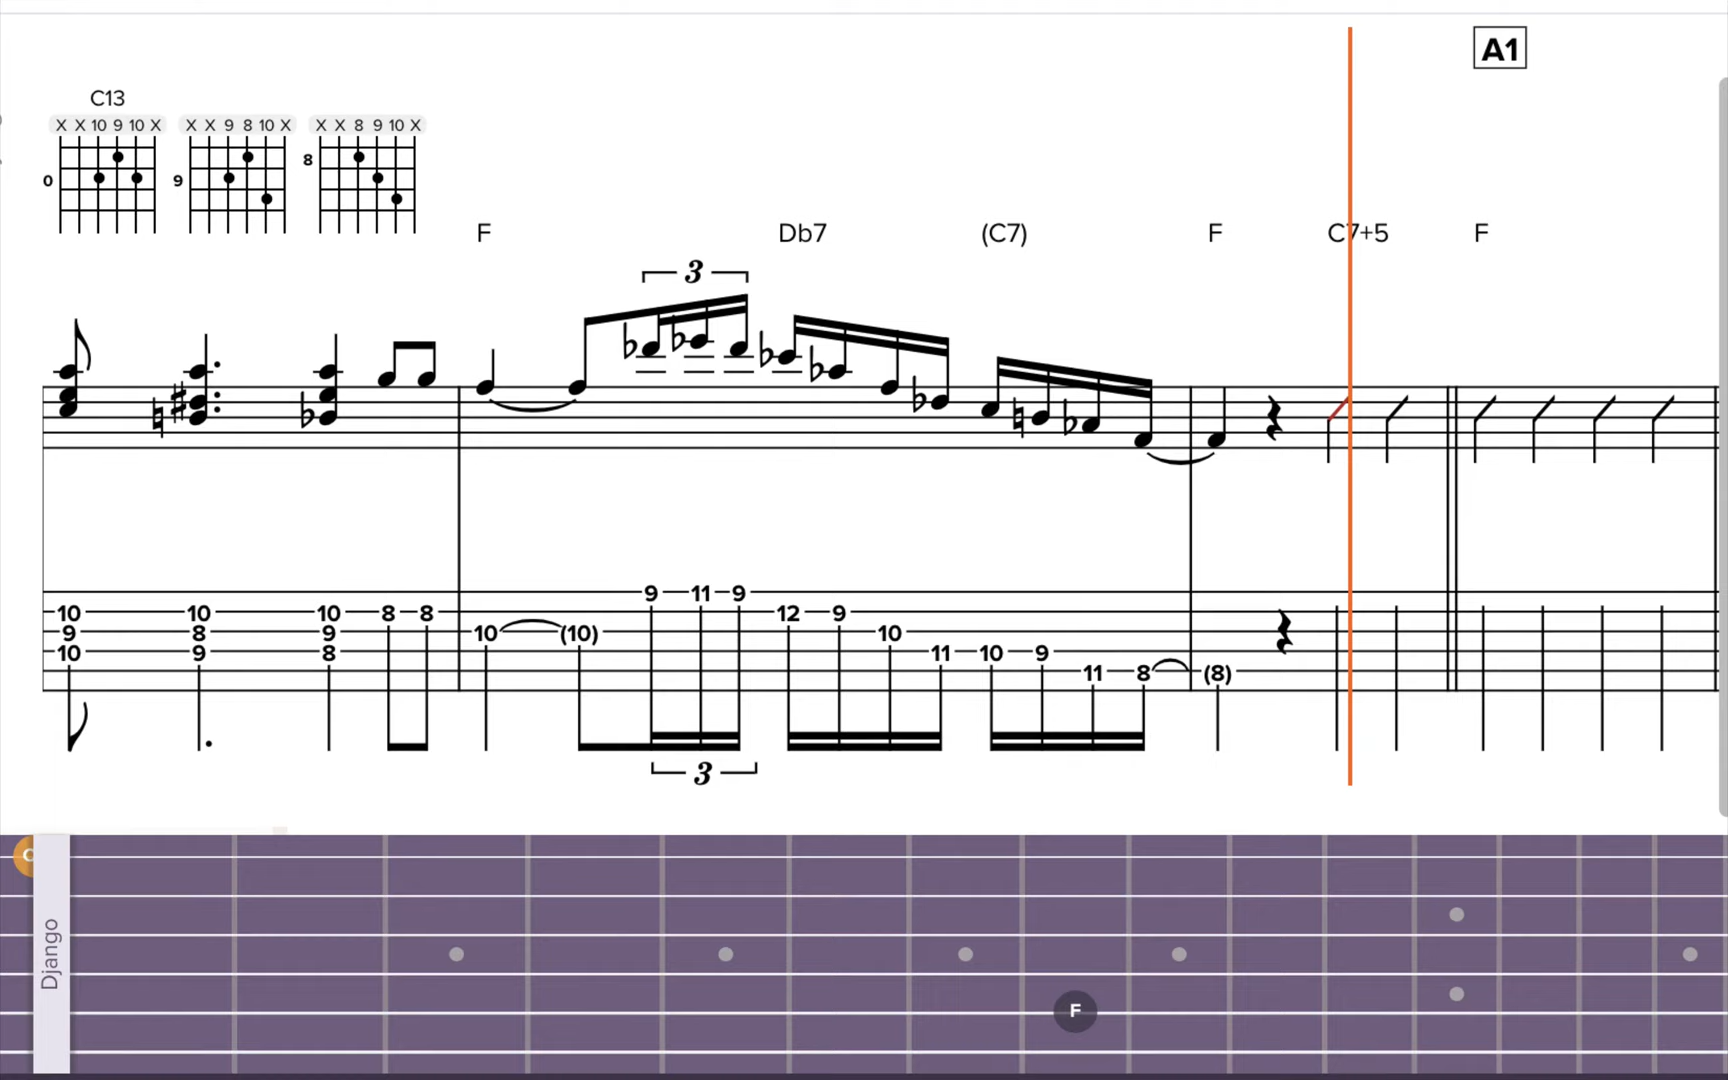 A1
C13
X X 10 9 10 X X X 9 8 10 X X X 8 9 10 X
0 9 8
F Db7 (C7) F C7+5 F
3
9 11 9
10 10 10 8 8 12 9
9 8 9 10 (10) 10
10 9 8 11 10 9
11 8 (8)
3
Django
F